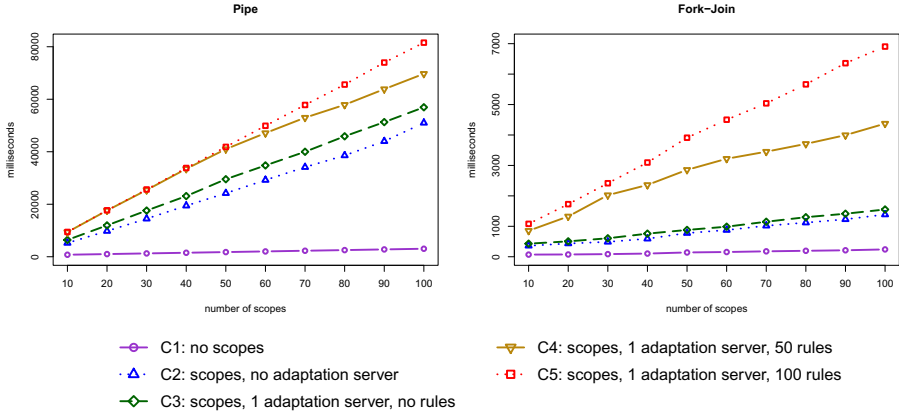 Pipe
Fork−Join
milliseconds
0 20000 40000 60000 80000
10 20 30 40 50 60 70 80 90 100
number of scopes
milliseconds
0 1000 3000 5000 7000
10 20 30 40 50 60 70 80 90 100
number of scopes
C1: no scopes
C2: scopes, no adaptation server
C3: scopes, 1 adaptation server, no rules
C4: scopes, 1 adaptation server, 50 rules
C5: scopes, 1 adaptation server, 100 rules